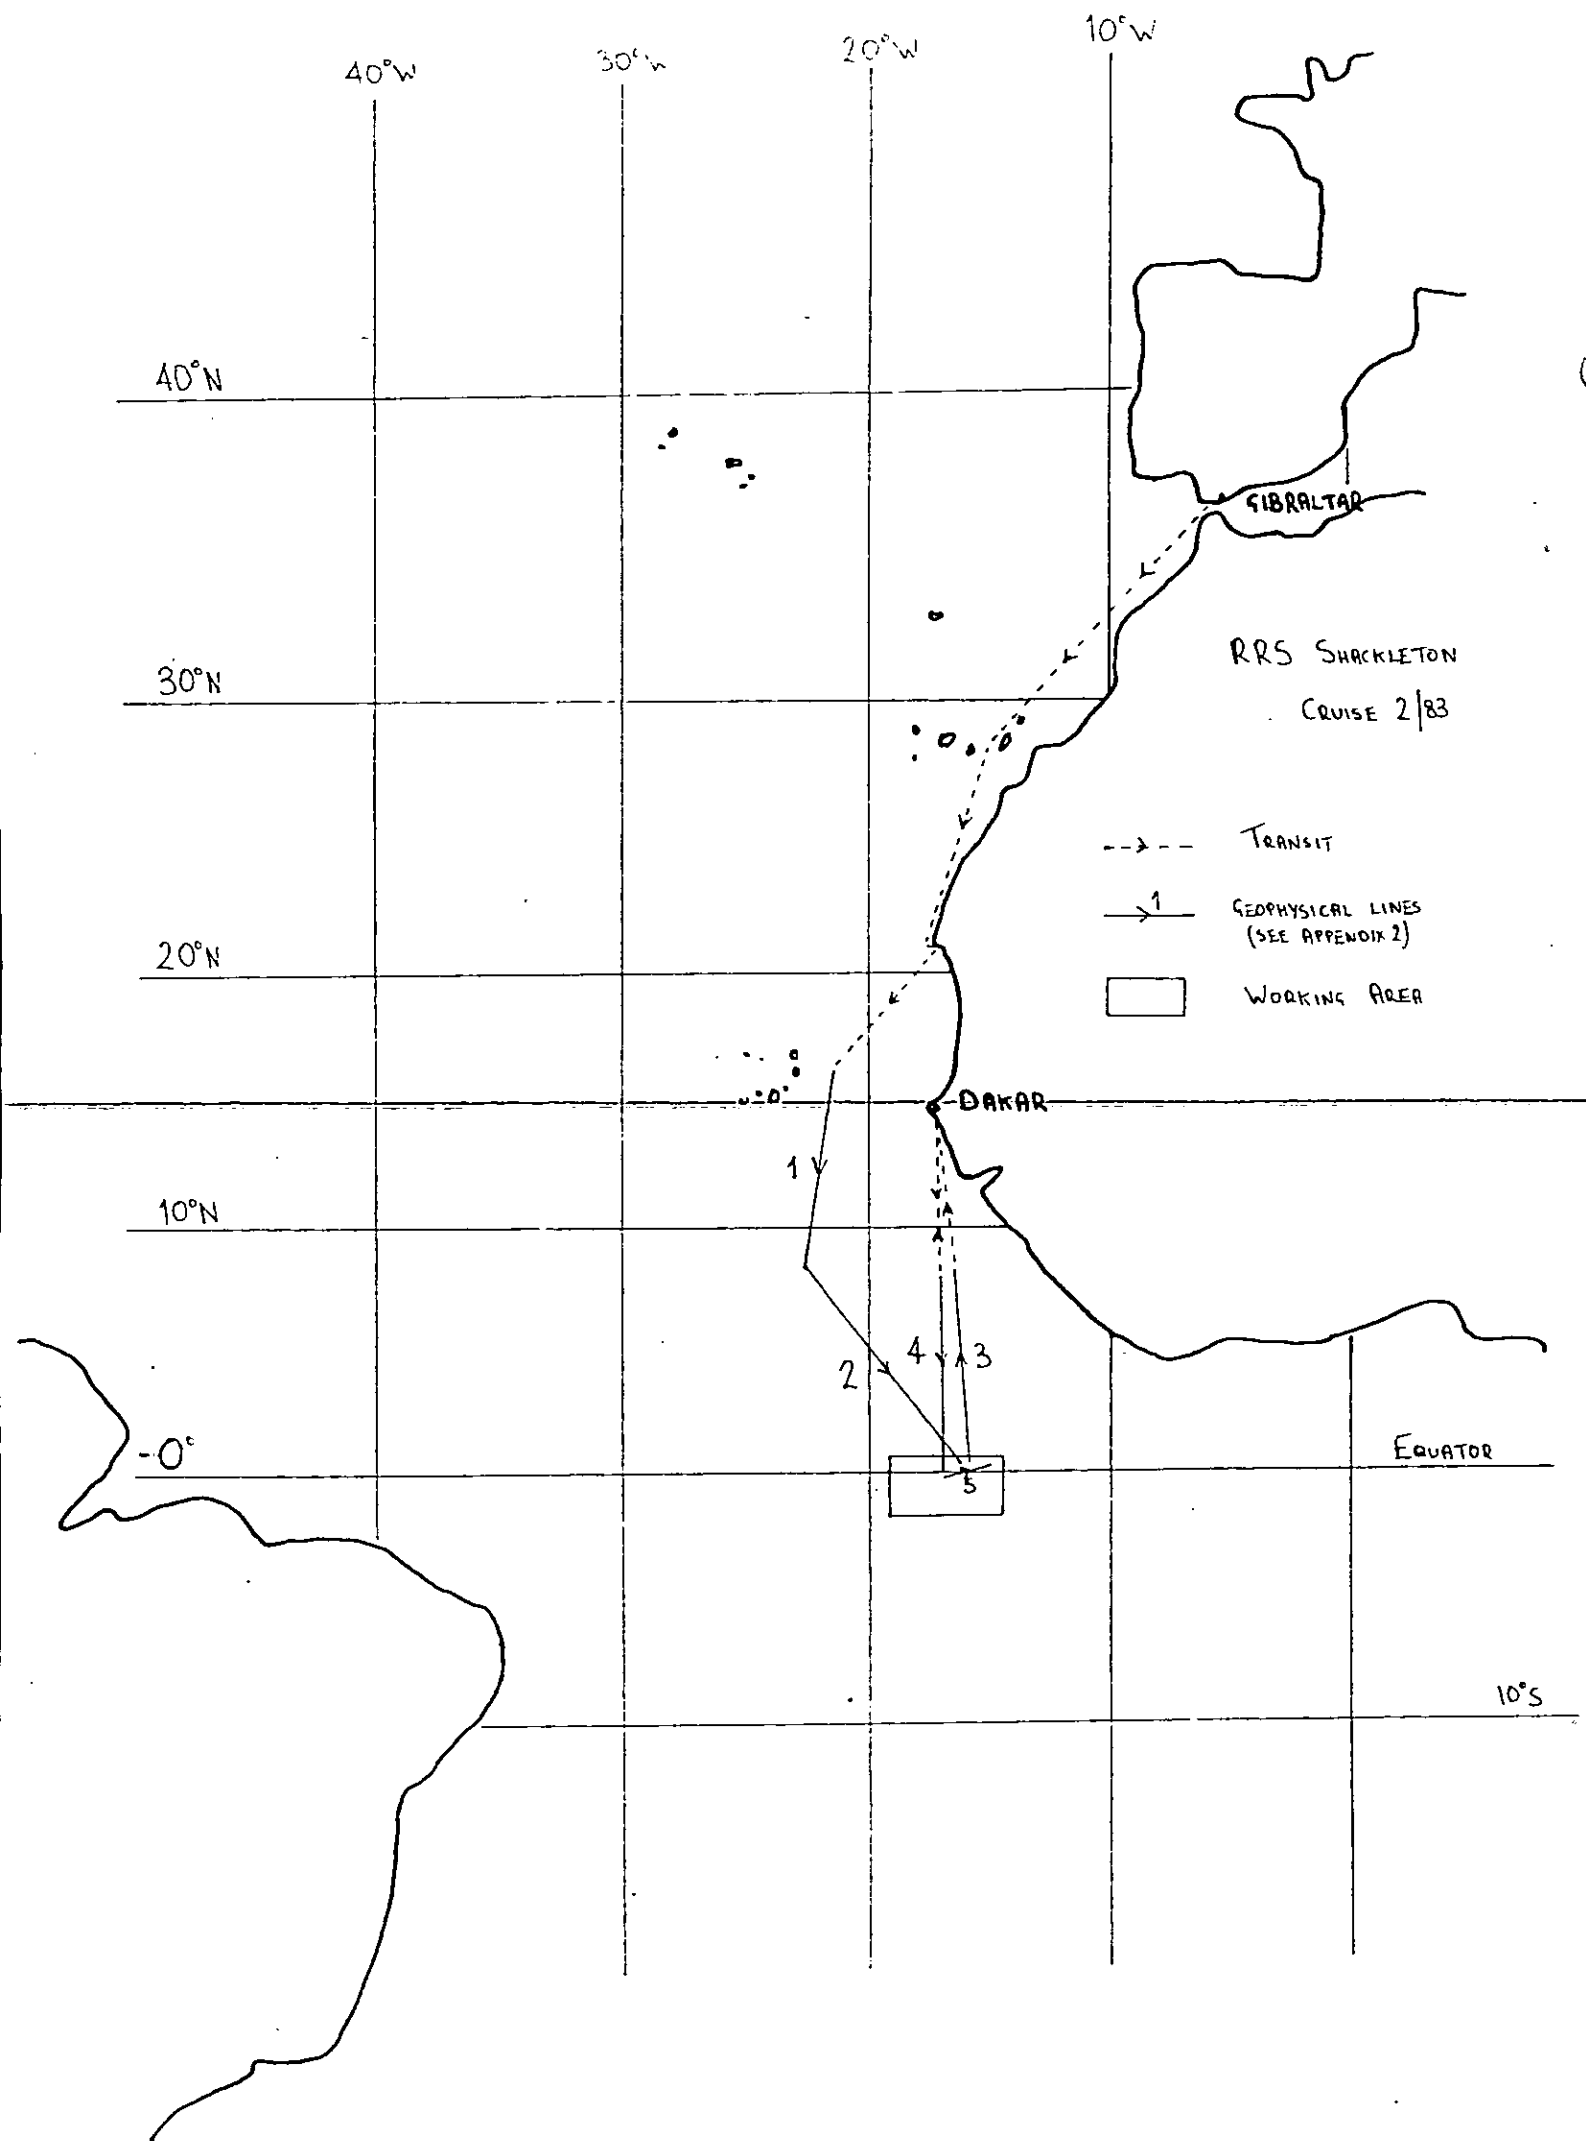 10°W
20°W
30°W
40°W
40°N
GIBRALTAR
RRS SHACKLETON
30°N
CRUISE 2/83
TRANSIT
1
GEOPHYSICAL LINES
(SEE APPENDIX 2)
20°N
WORKING AREA
DAKAR
1
10°N
4
3
2
-0°
EQUATOR
5
10°S